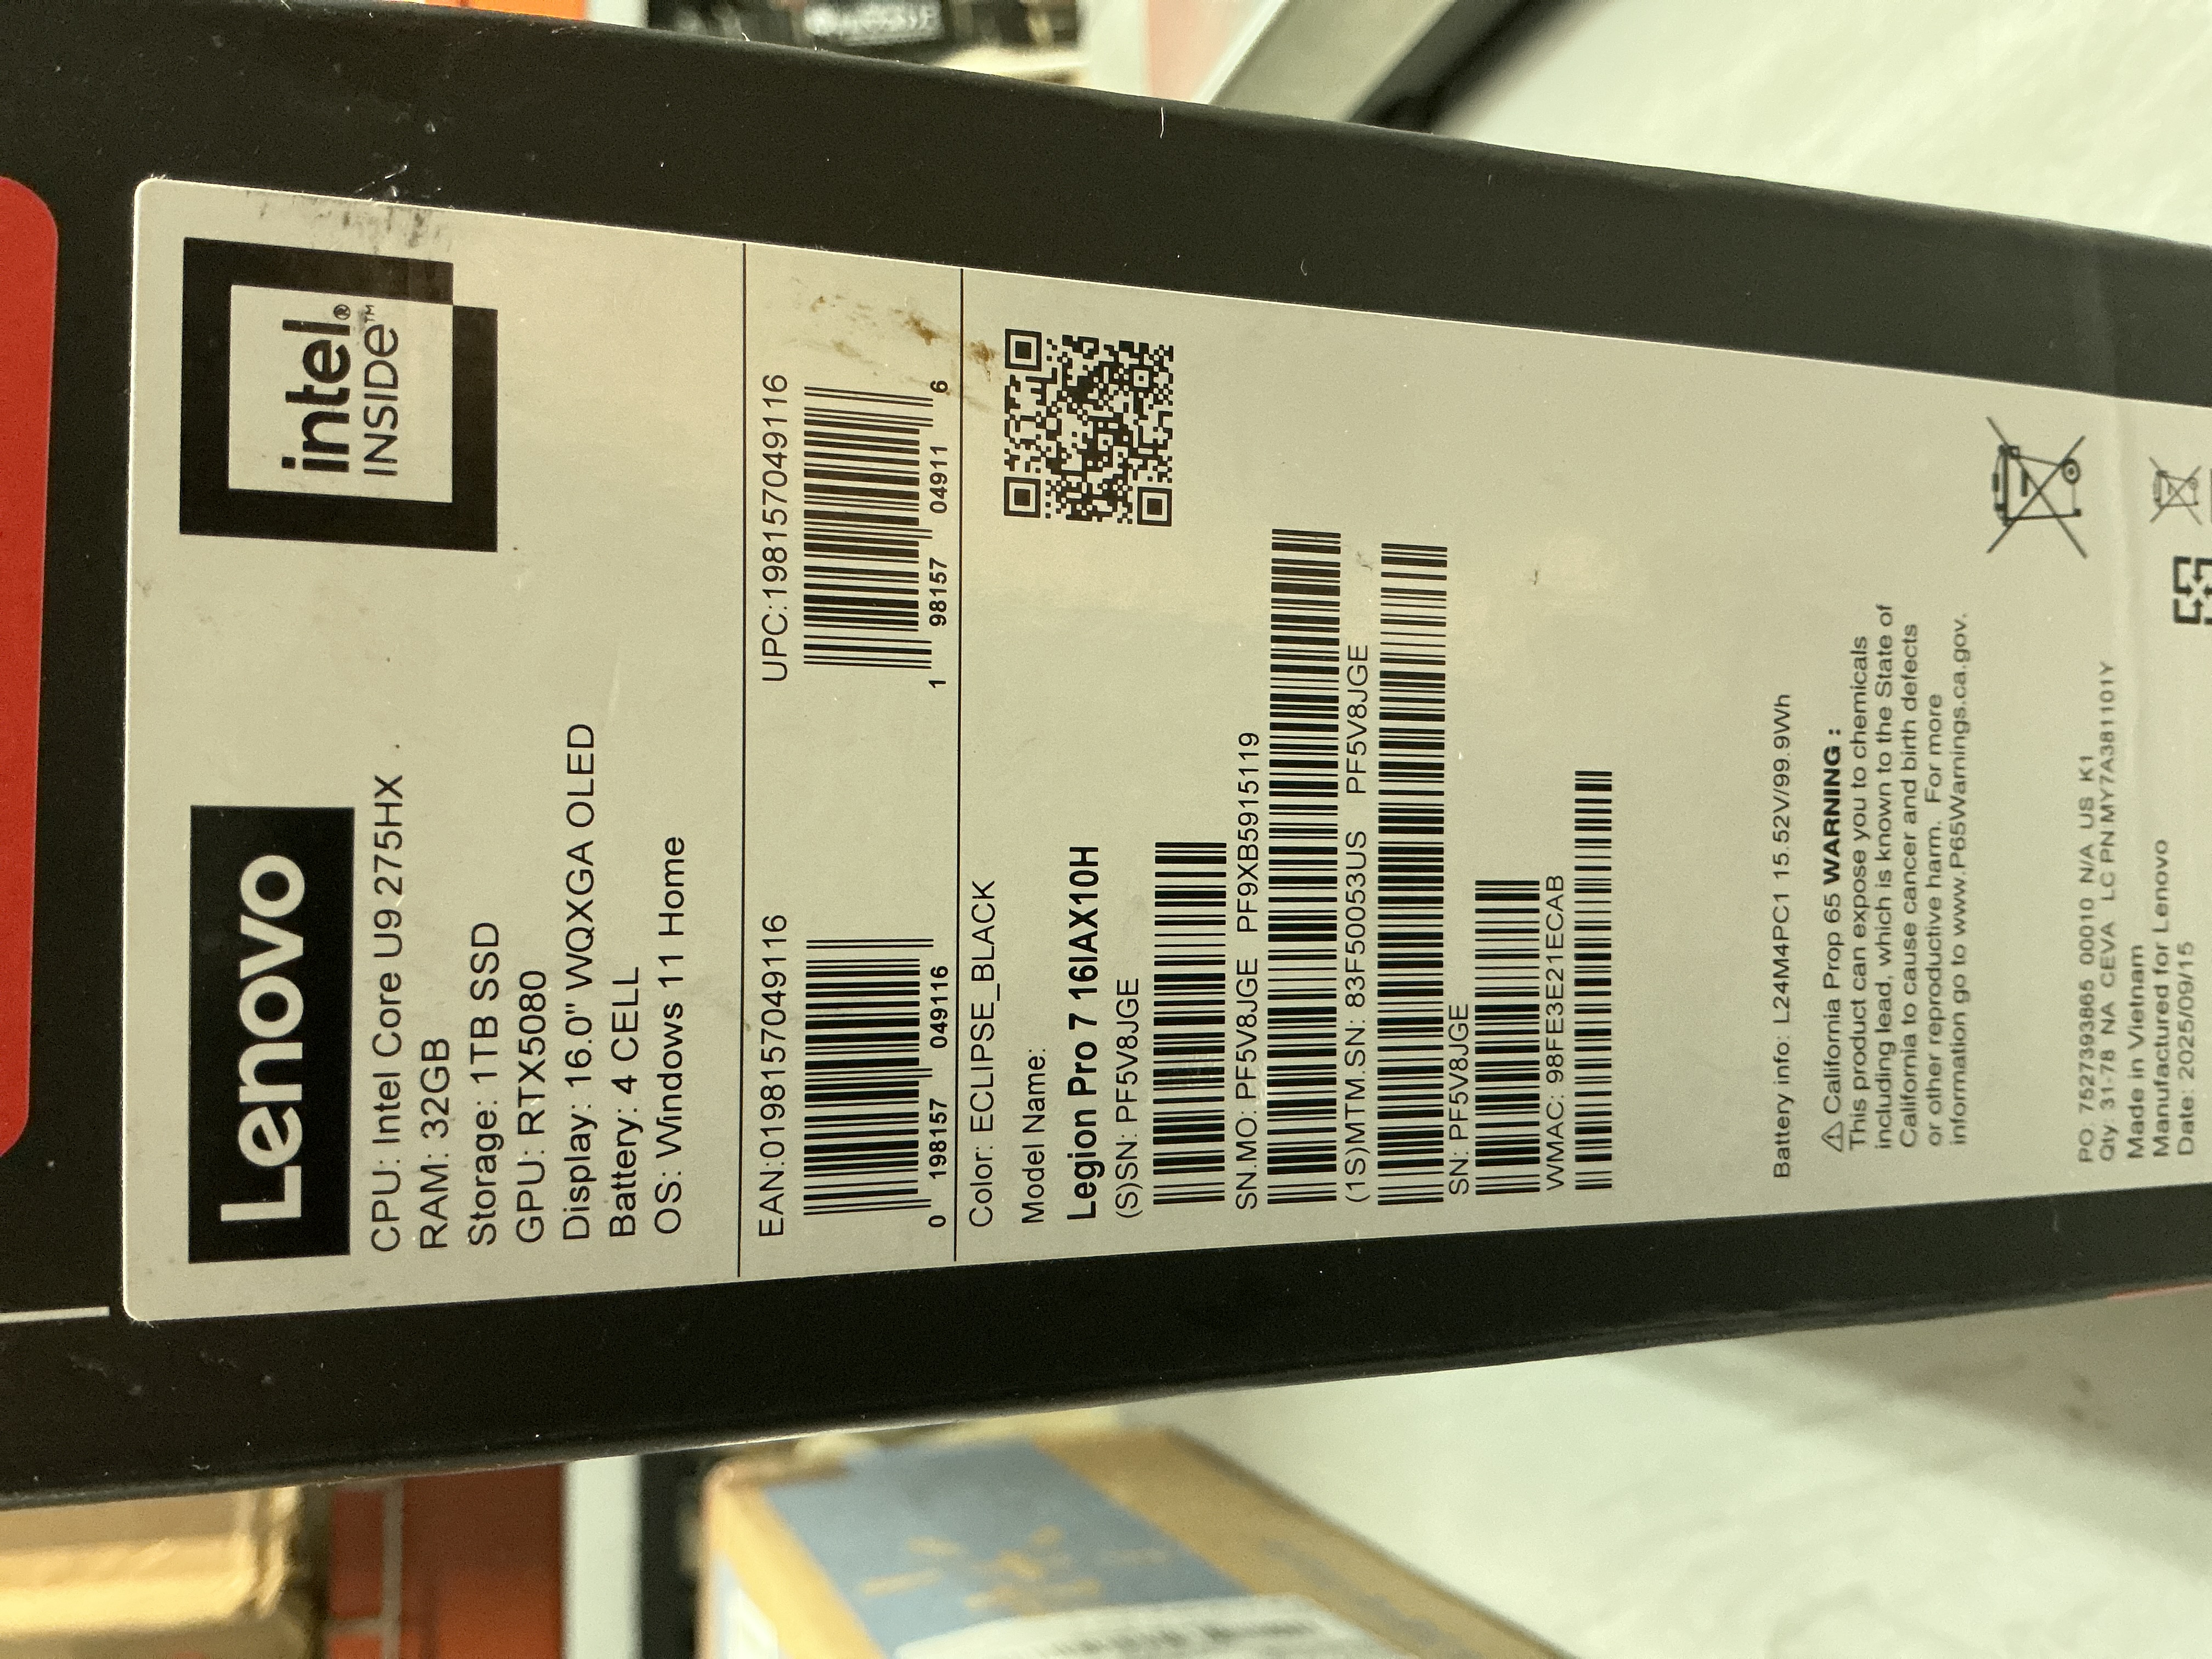 Lenovo
intel®
INSIDE™
CPU: Intel Core U9 275HX
RAM: 32GB
Storage: 1TB SSD
GPU: RTX5080
Display: 16.0" WQXGA OLED
Battery: 4 CELL
OS: Windows 11 Home
EAN:0198157049116
0 198157 049116
UPC:198157049116
1 98157 04911 6
Color: ECLIPSE_BLACK
Model Name:
Legion Pro 7 16IAX10H
(S)SN: PF5V8JGE
SN.MO: PF5V8JGE PF9XB5915119
(1S)MTM.SN: 83F50053US PF5V8JGE
SN: PF5V8JGE
WMAC: 98FE3E21ECAB
Battery info: L24M4PC1 15.52V/99.9Wh
⚠ California Prop 65 WARNING :
This product can expose you to chemicals
including lead, which is known to the State of
California to cause cancer and birth defects
or other reproductive harm. For more
information go to www.P65Warnings.ca.gov.
PO: 7527393865 00010 N/A US K1
Qty. 31-78 NA CEVA LC PN MY7A381101Y
Made in Vietnam
Manufactured for Lenovo
Date : 2025/09/15